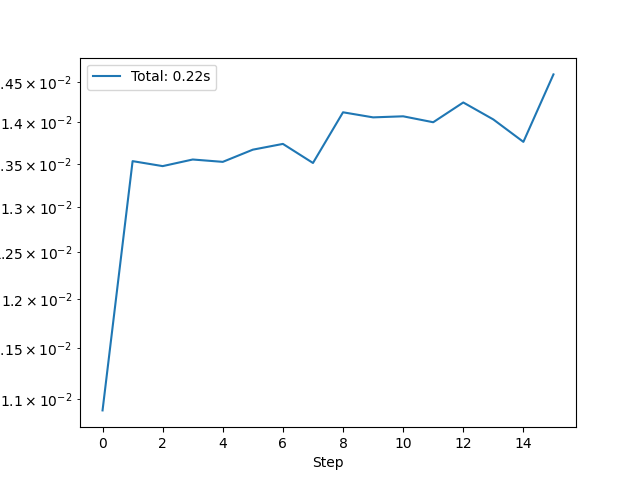 Total: 0.22s
.45 × 10⁻²
1.4 × 10⁻²
.35 × 10⁻²
1.3 × 10⁻²
.25 × 10⁻²
1.2 × 10⁻²
.15 × 10⁻²
1.1 × 10⁻²
0 2 4 6 8 10 12 14
Step